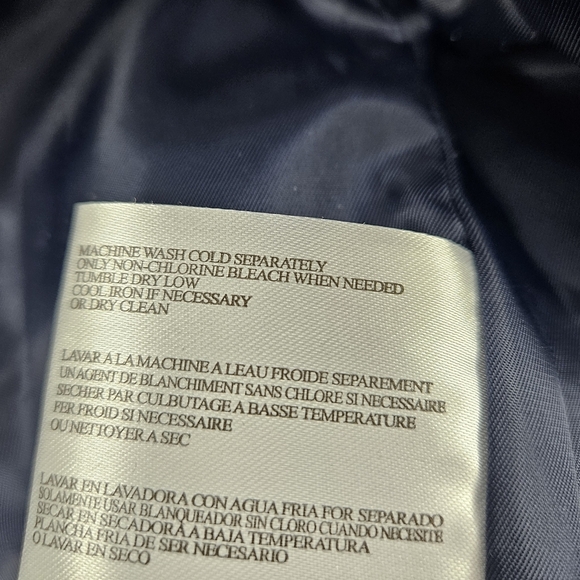 MACHINE WASH COLD SEPARATELY
ONLY NON-CHLORINE BLEACH WHEN NEEDED
TUMBLE DRY LOW
COOL IRON IF NECESSARY
OR DRY CLEAN
LAVAR A LA MACHINE A LEAU FROIDE SEPAREMENT
UN AGENT DE BLANCHIMENT SANS CHLORE SI NECESSAIRE
SECHER PAR CULBUTAGE A BASSE TEMPERATURE
FER FROID SI NECESSAIRE
OU NETTOYER A SEC
LAVAR EN LAVADORA CON AGUA FRIA FOR SEPARADO
SOLAMENTE USAR BLANQUEADOR SIN CLORO CUANDO NECESITE
SECAR EN SECADORA A BAJA TEMPERATURA
PLANCHA FRIA DE SER NECESARIO
O LAVAR EN SECO